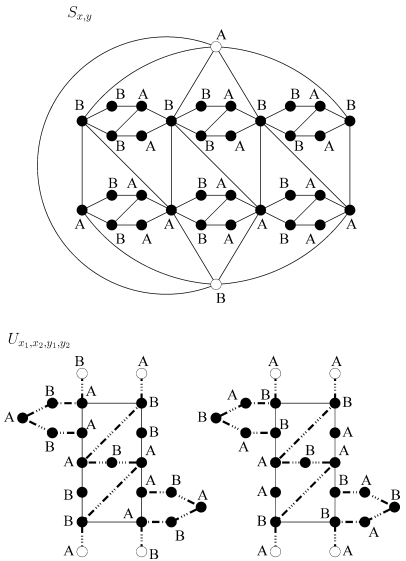 S_{x,y}
A
B B A B B A B B A B
B A B A B A
B A B A B A
A B A A B A A B A A
B
U_{x_1,x_2,y_1,y_2}
B A A A
B A B A B B
A A B B B A
B B A A B A
A A
A B B A
B A A B
B A B B
B A
A B A A